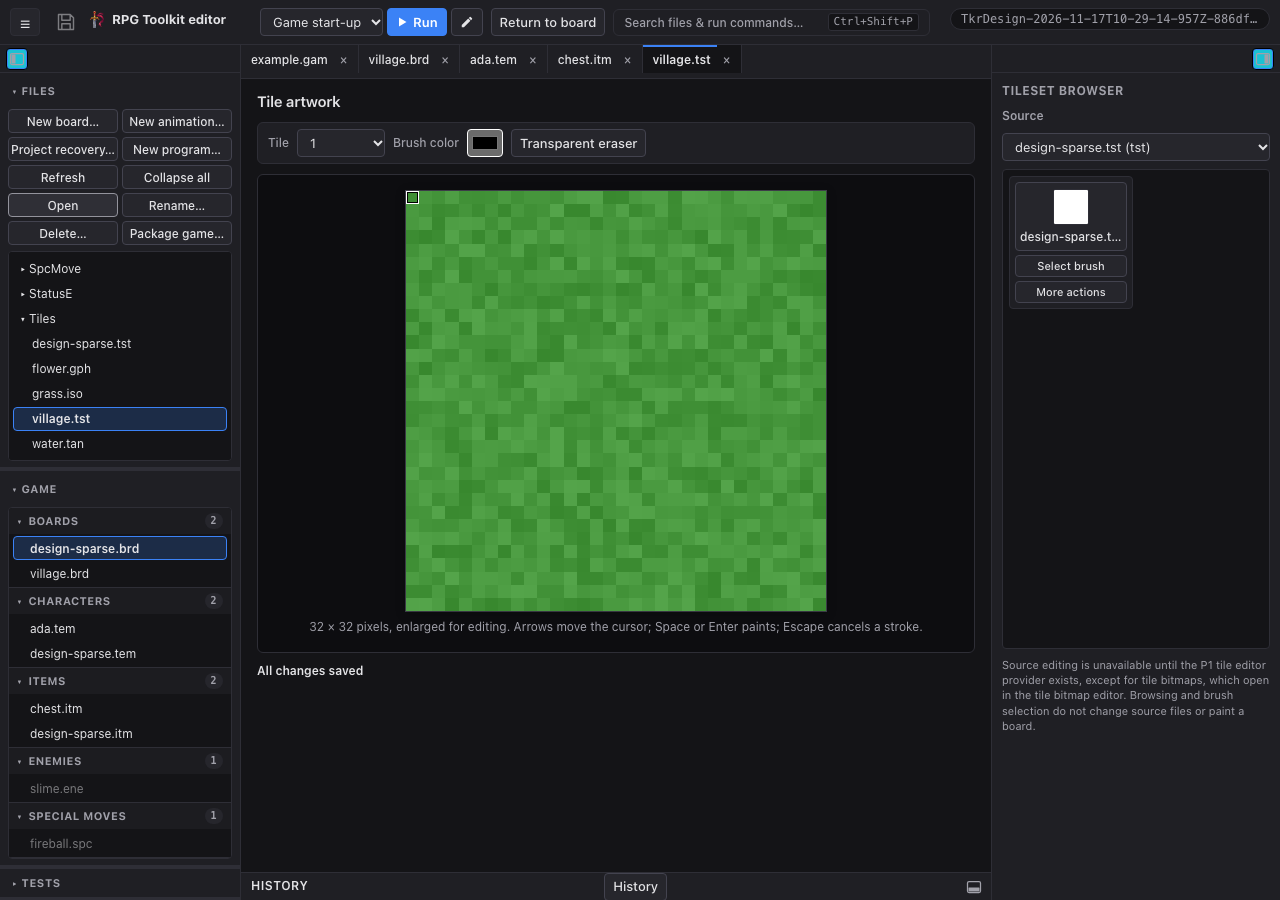 RPG Toolkit editor
Game start-up
Run
Return to board
Search files & run commands...
Ctrl+Shift+P
TkrDesign-2026-11-17T10-29-14-957Z-886df…
FILES
New board...
New animation...
Project recovery...
New program...
Refresh
Collapse all
Open
Rename...
Delete...
Package game...
SpcMove
StatusE
Tiles
design-sparse.tst
flower.gph
grass.iso
village.tst
water.tan
GAME
BOARDS 2
design-sparse.brd
village.brd
CHARACTERS 2
ada.tem
design-sparse.tem
ITEMS 2
chest.itm
design-sparse.itm
ENEMIES 1
slime.ene
SPECIAL MOVES 1
fireball.spc
TESTS
example.gam ×
village.brd ×
ada.tem ×
chest.itm ×
village.tst ×
Tile artwork
Tile 1 Brush color Transparent eraser
32 × 32 pixels, enlarged for editing. Arrows move the cursor; Space or Enter paints; Escape cancels a stroke.
All changes saved
HISTORY
History
TILESET BROWSER
Source
design-sparse.tst (tst)
design-sparse.t...
Select brush
More actions
Source editing is unavailable until the P1 tile editor
provider exists, except for tile bitmaps, which open
in the tile bitmap editor. Browsing and brush
selection do not change source files or paint a
board.